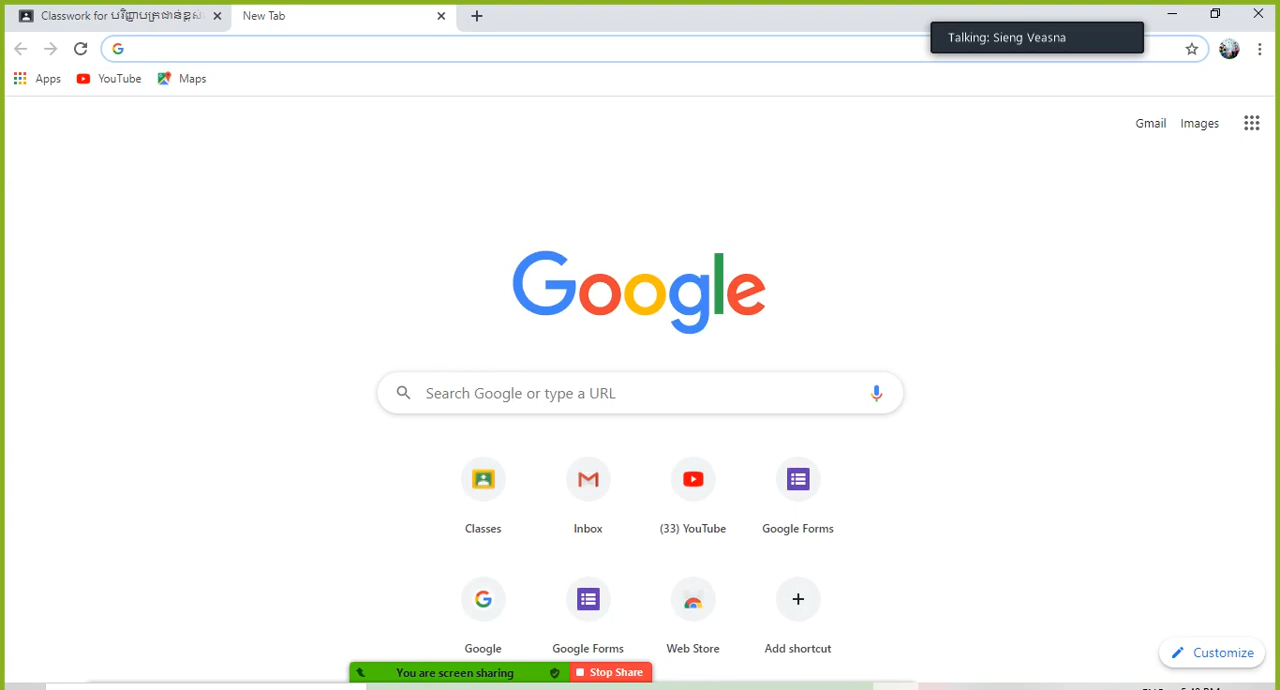 Classwork for បរិញ្ញាបត្រជាន់ខ្ពស់
New Tab
Talking: Sieng Veasna
Apps
YouTube
Maps
Gmail
Images
Google
Search Google or type a URL
Classes
Inbox
(33) YouTube
Google Forms
Google
Google Forms
Web Store
Add shortcut
Customize
You are screen sharing
Stop Share